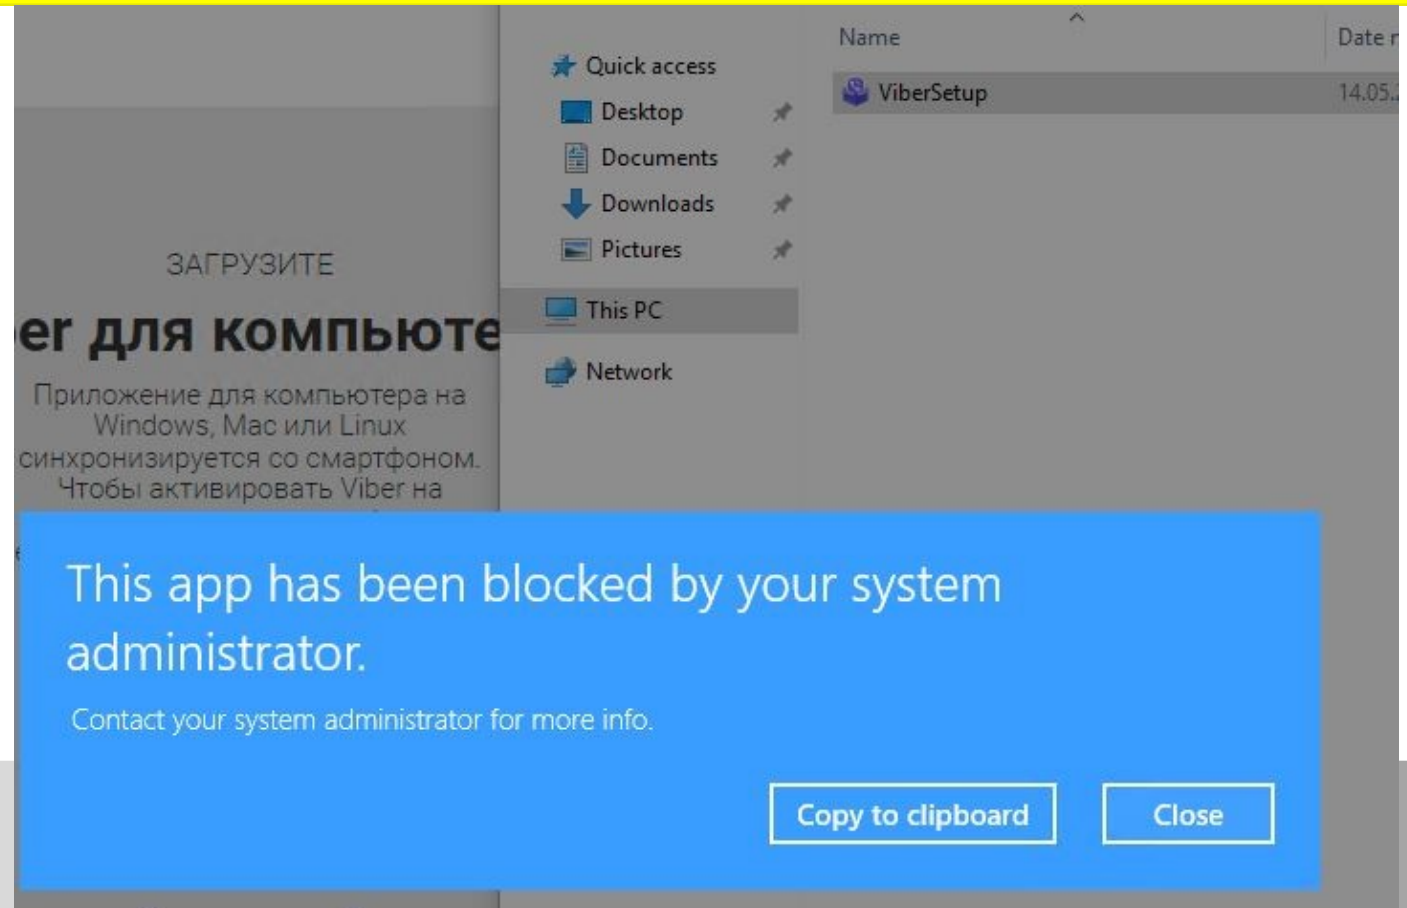 Name
Date
Quick access
ViberSetup
14.05.
Desktop
Documents
Downloads
Pictures
This PC
Network
ЗАГРУЗИТЕ
er для компьюте
Приложение для компьютера на
Windows, Mac или Linux
синхронизируется со смартфоном.
Чтобы активировать Viber на
This app has been blocked by your system
administrator.
Contact your system administrator for more info.
Copy to clipboard
Close